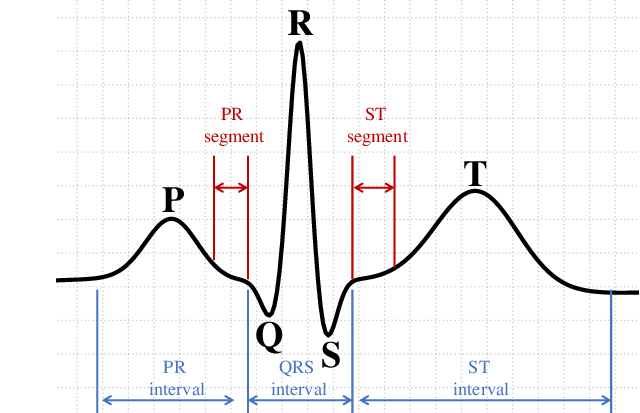 R
PR
segment
ST
segment
P
T
Q
S
PR
interval
QRS
interval
ST
interval